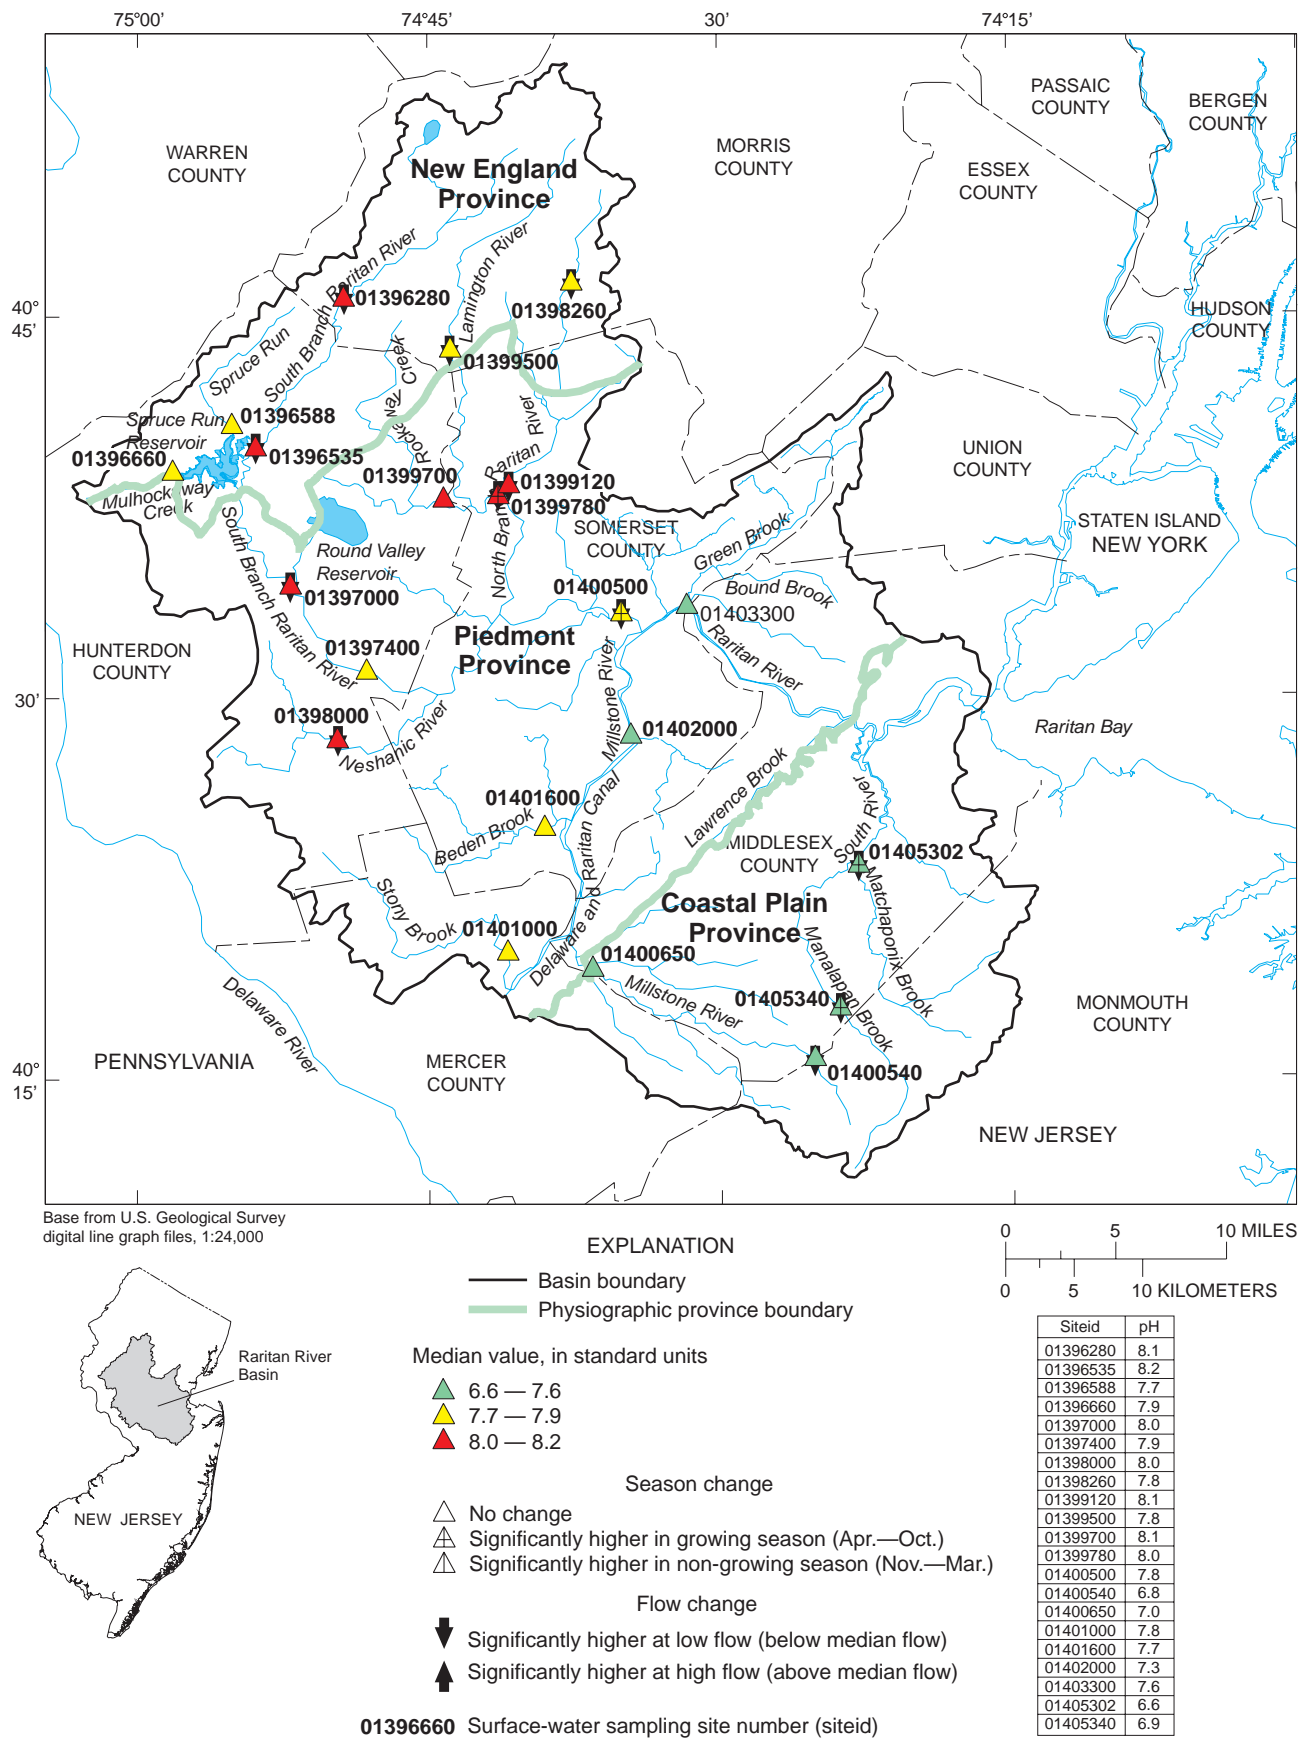 75°00'
74°45'
30'
74°15'
PASSAIC
COUNTY
BERGEN
COUNTY
WARREN
COUNTY
MORRIS
COUNTY
ESSEX
COUNTY
New England
Province
South Branch Raritan River
Lamington River
01396280
01398260
40°
45'
HUDSON
COUNTY
Spruce Run
Rockaway Creek
01399500
01396588
Spruce Run
Reservoir
01396535
01396660
Mulhockaway
Creek
01399700
North Branch Raritan River
01399120
01399780
UNION
COUNTY
SOMERSET
COUNTY
Green Brook
STATEN ISLAND
NEW YORK
Round Valley
Reservoir
South Branch Raritan River
01397000
01400500
Bound Brook
01403300
HUNTERDON
COUNTY
01397400
Piedmont
Province
Millstone River
Raritan River
30'
01398000
Neshanic River
01402000
Raritan Bay
Lawrence Brook
01401600
Beden Brook
Delaware and Raritan Canal
MIDDLESEX
COUNTY
South River
01405302
Matchaponix Brook
Stony Brook
01401000
Coastal Plain
Province
01400650
Manalapan Brook
Millstone River
01405340
Delaware River
MONMOUTH
COUNTY
PENNSYLVANIA
MERCER
COUNTY
40°
15'
01400540
NEW JERSEY
Base from U.S. Geological Survey
digital line graph files, 1:24,000
0 5 10 MILES
0 5 10 KILOMETERS
EXPLANATION
Basin boundary
Physiographic province boundary
Median value, in standard units
6.6 — 7.6
7.7 — 7.9
8.0 — 8.2
Season change
No change
Significantly higher in growing season (Apr.—Oct.)
Significantly higher in non-growing season (Nov.—Mar.)
Flow change
Significantly higher at low flow (below median flow)
Significantly higher at high flow (above median flow)
01396660 Surface-water sampling site number (siteid)
Raritan River
Basin
NEW JERSEY
Siteid pH
01396280 8.1
01396535 8.2
01396588 7.7
01396660 7.9
01397000 8.0
01397400 7.9
01398000 8.0
01398260 7.8
01399120 8.1
01399500 7.8
01399700 8.1
01399780 8.0
01400500 7.8
01400540 6.8
01400650 7.0
01401000 7.8
01401600 7.7
01402000 7.3
01403300 7.6
01405302 6.6
01405340 6.9